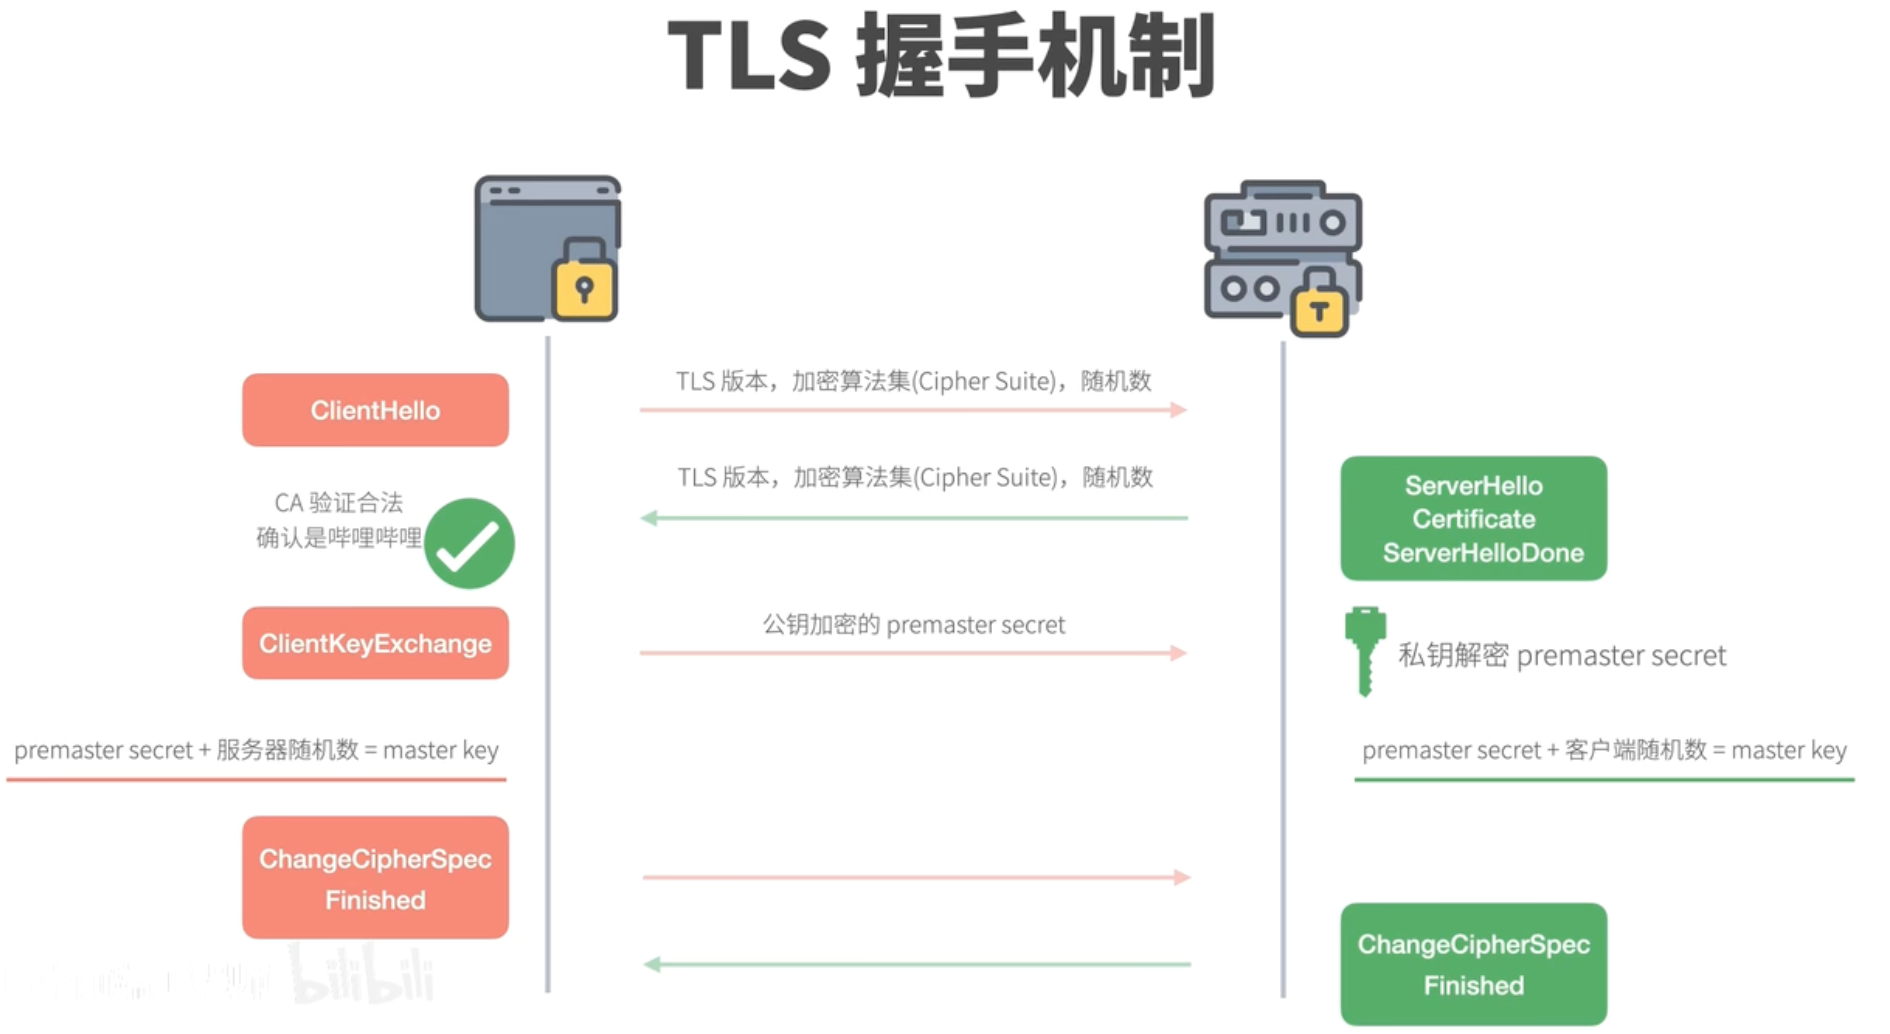 TLS 握手机制
TLS 版本，加密算法集(Cipher Suite)，随机数
ClientHello
TLS 版本，加密算法集(Cipher Suite)，随机数
ServerHello
Certificate
ServerHelloDone
CA 验证合法
确认是哔哩哔哩
公钥加密的 premaster secret
ClientKeyExchange
私钥解密 premaster secret
premaster secret + 服务器随机数 = master key
premaster secret + 客户端随机数 = master key
ChangeCipherSpec
Finished
ChangeCipherSpec
Finished
bilibili